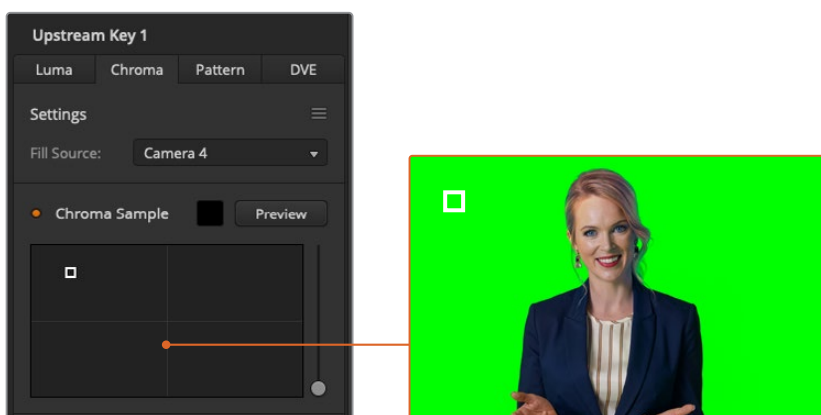 Upstream Key 1
Luma Chroma Pattern DVE
Settings
Fill Source: Camera 4
Chroma Sample Preview